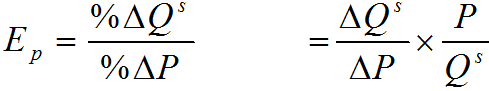 E_p = %ΔQ^s / %ΔP = ΔQ^s / ΔP × P / Q^s